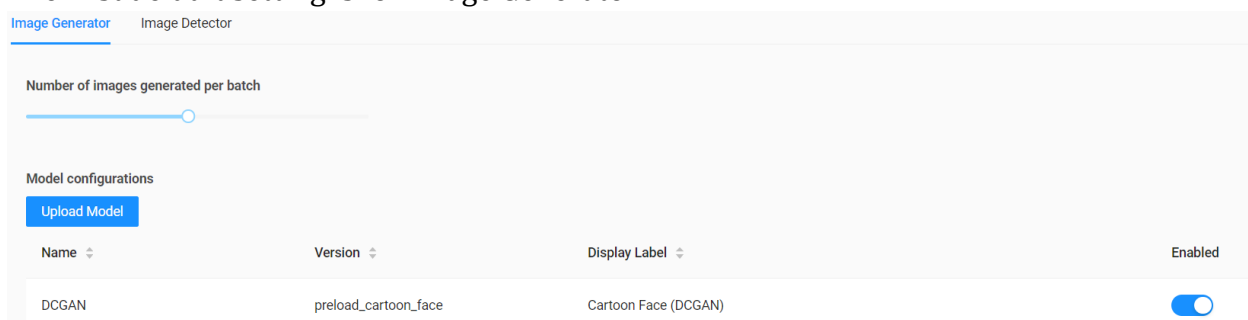 Image Generator Image Detector
Number of images generated per batch
Model configurations
Upload Model
Name Version Display Label Enabled
DCGAN preload_cartoon_face Cartoon Face (DCGAN)